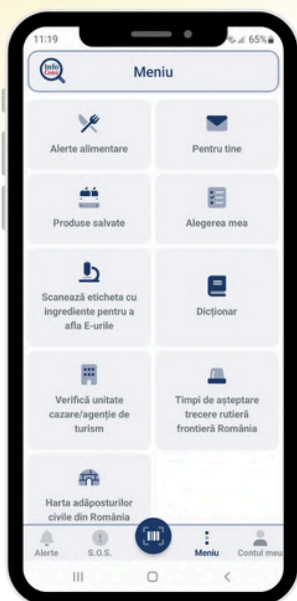 11:19
65%
Info
Cons
Meniu
Alerte alimentare
Pentru tine
Produse salvate
Alegerea mea
Scanează eticheta cu
ingrediente pentru a
afla E-urile
Dicționar
Verifică unitate
cazare/agenție de
turism
Timpi de așteptare
trecere rutieră
frontieră România
Harta adăposturilor
civile din România
Alerte
S.O.S.
Meniu
Contul meu